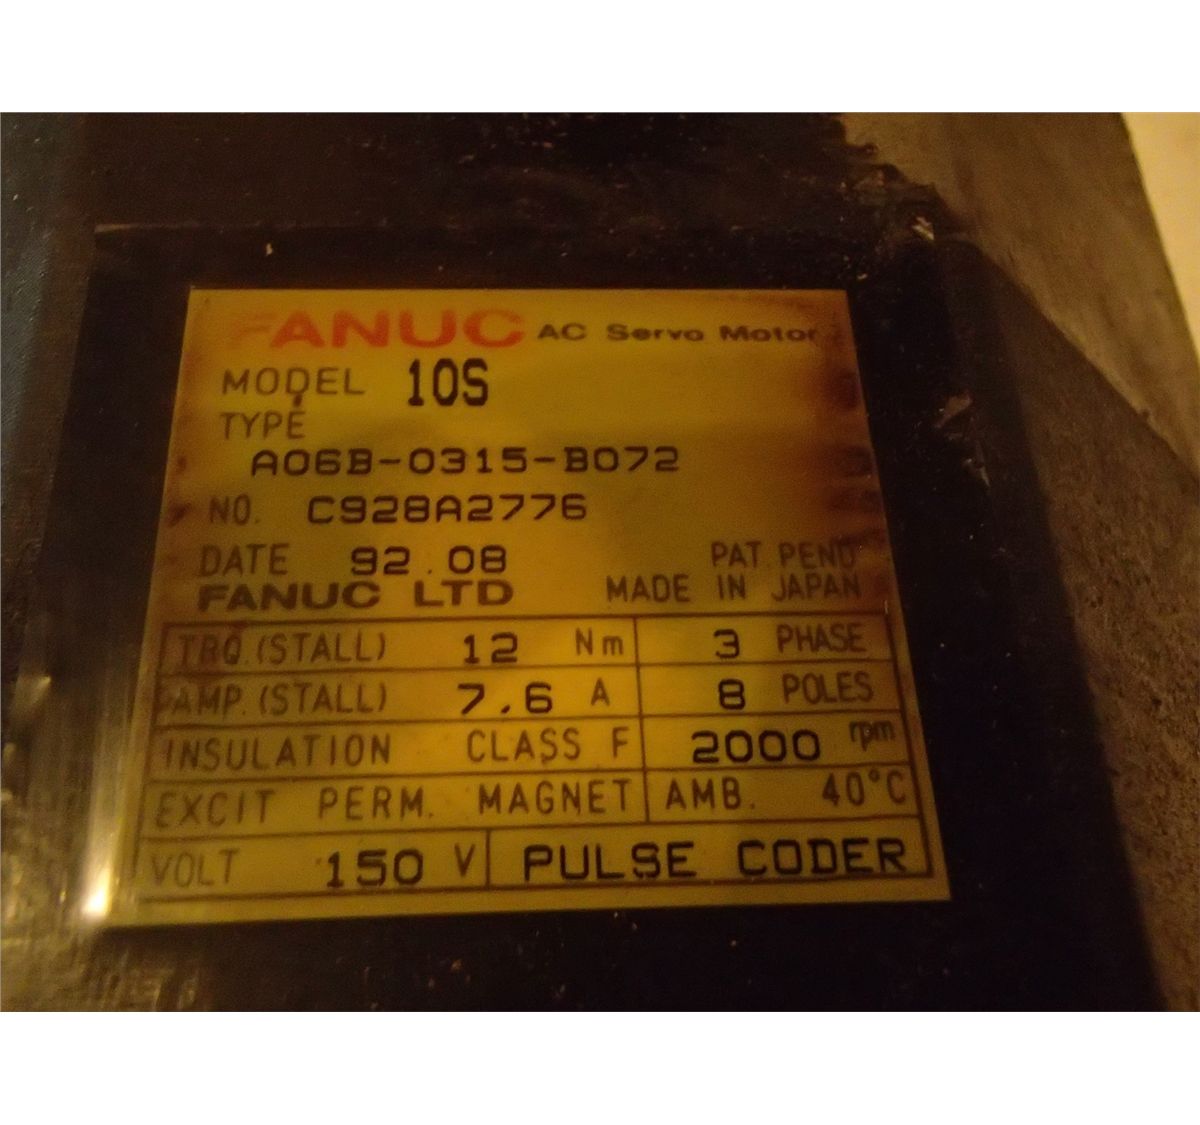 FANUC AC Servo Motor
MODEL 10S
TYPE
A06B-0315-B072
NO. C928A2776
DATE 92.08 PAT. PEND
FANUC LTD MADE IN JAPAN
TRQ.(STALL) 12 Nm 3 PHASE
AMP.(STALL) 7.6 A 8 POLES
INSULATION CLASS F 2000 rpm
EXCIT PERM. MAGNET AMB. 40°C
VOLT 150 V PULSE CODER